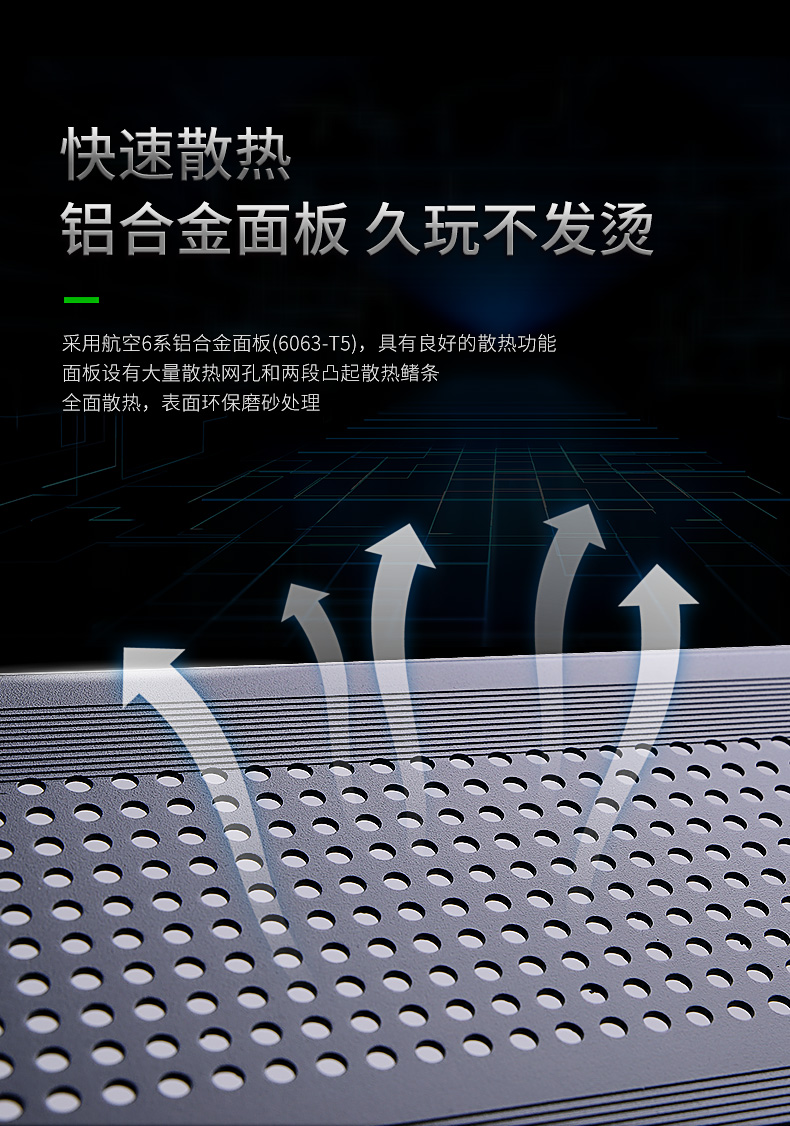 快速散热
铝合金面板 久玩不发烫
采用航空6系铝合金面板(6063-T5)，具有良好的散热功能
面板设有大量散热网孔和两段凸起散热鳍条
全面散热，表面环保磨砂处理